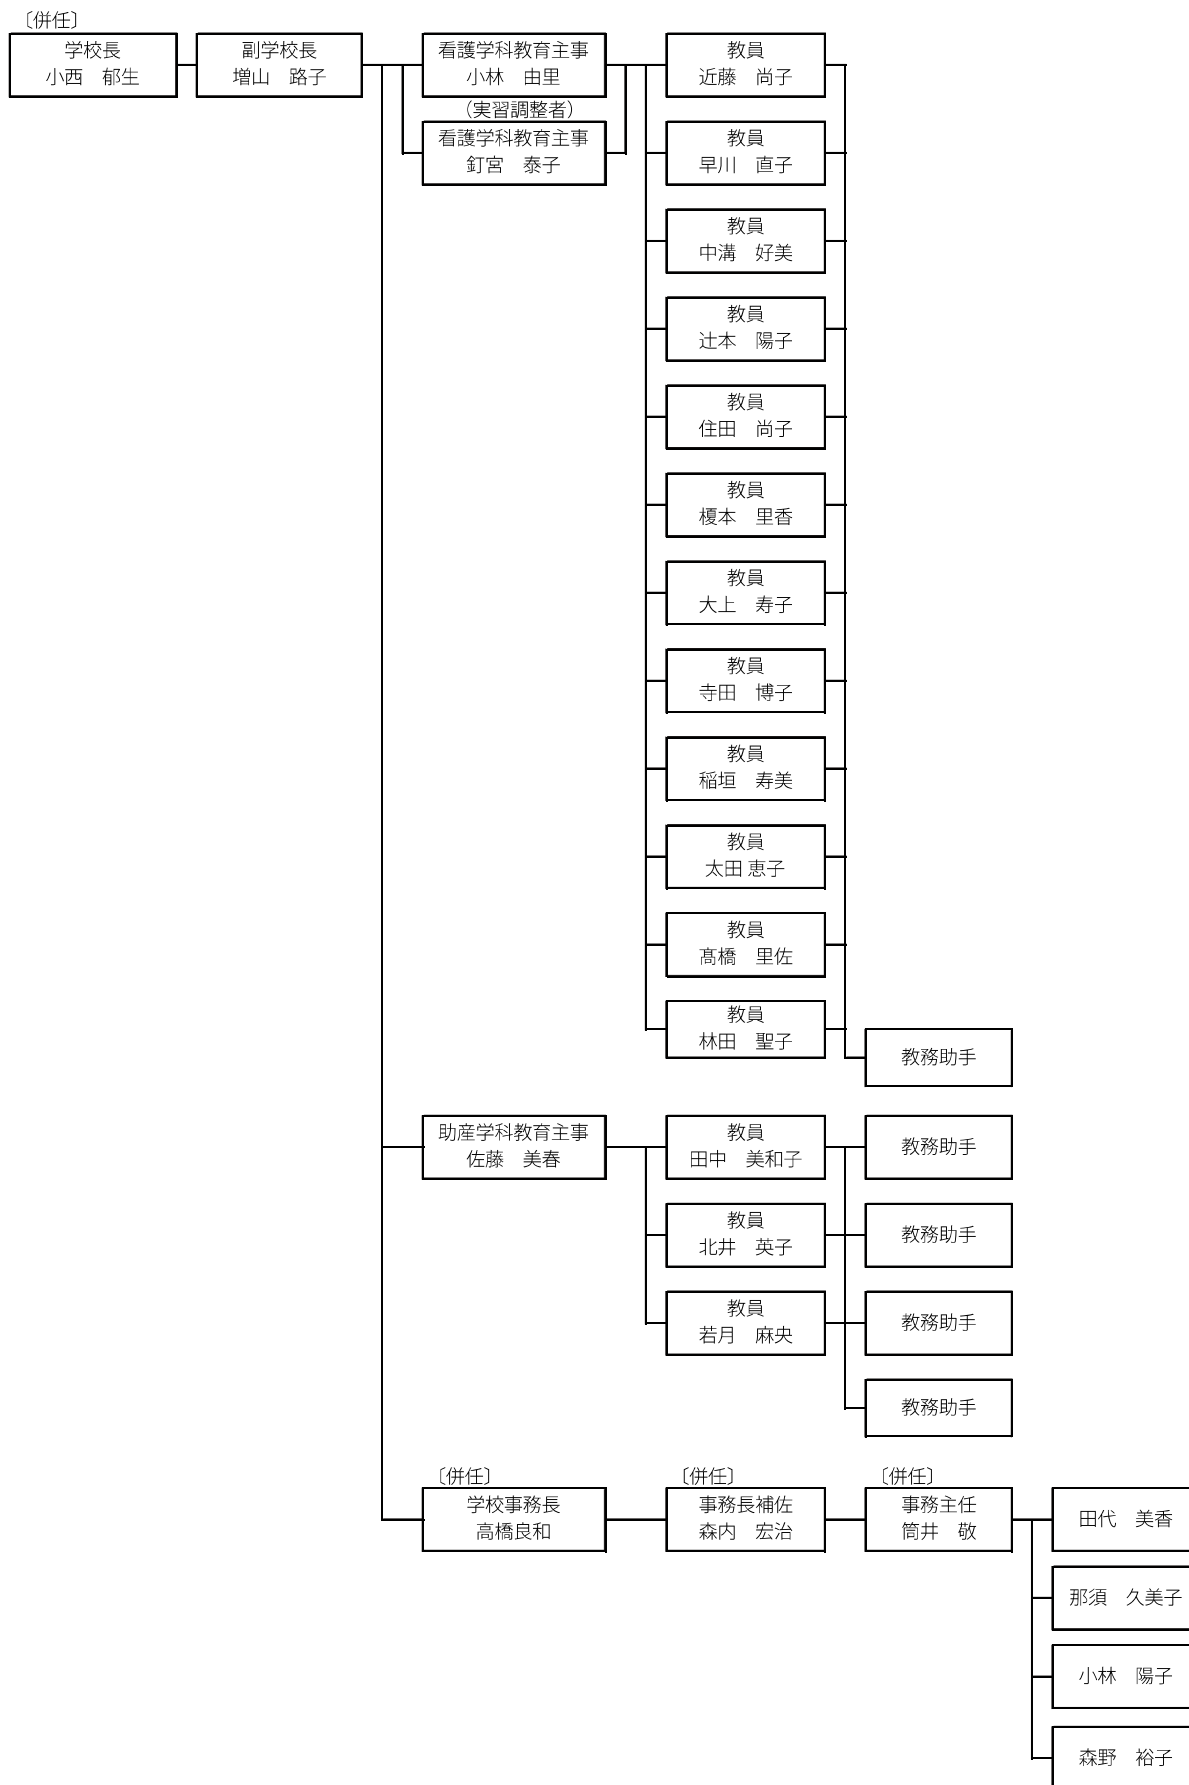 〔併任〕
学校長
小西　郁生
副学校長
増山　路子
看護学科教育主事
小林　由里
（実習調整者）
看護学科教育主事
釘宮　泰子
教員
近藤　尚子
教員
早川　直子
教員
中溝　好美
教員
辻本　陽子
教員
住田　尚子
教員
榎本　里香
教員
大上　寿子
教員
寺田　博子
教員
稲垣　寿美
教員
太田 恵子
教員
髙橋　里佐
教員
林田　聖子
教務助手
助産学科教育主事
佐藤　美春
教員
田中　美和子
教務助手
教員
北井　英子
教務助手
教員
若月　麻央
教務助手
教務助手
〔併任〕
学校事務長
高橋良和
〔併任〕
事務長補佐
森内　宏治
〔併任〕
事務主任
筒井　敬
田代　美香
那須　久美子
小林　陽子
森野　裕子